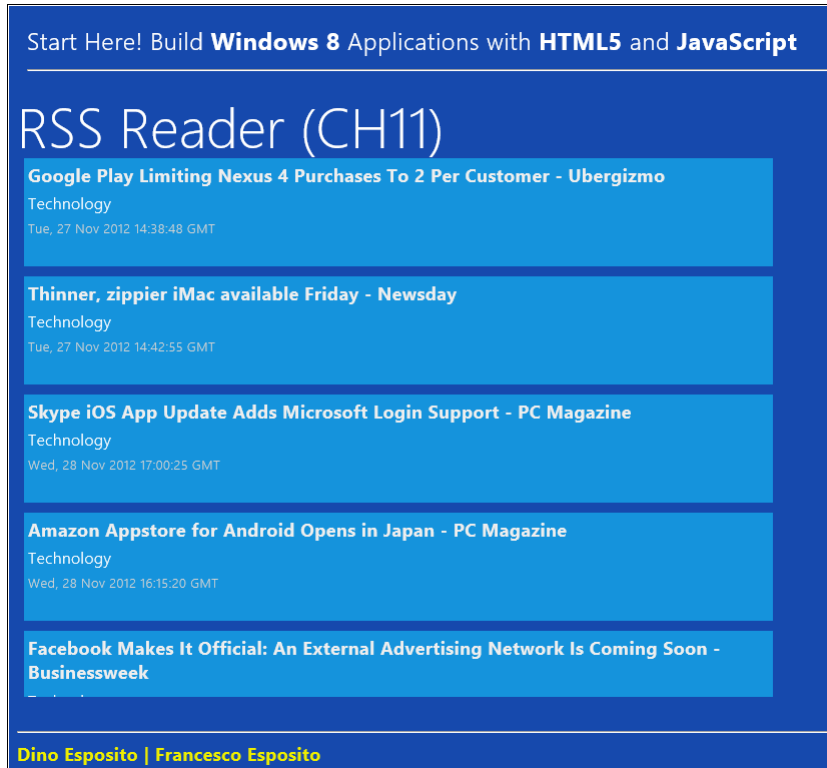 Start Here! Build Windows 8 Applications with HTML5 and JavaScript
RSS Reader (CH11)
Google Play Limiting Nexus 4 Purchases To 2 Per Customer - Ubergizmo
Technology
Tue, 27 Nov 2012 14:38:48 GMT
Thinner, zippier iMac available Friday - Newsday
Technology
Tue, 27 Nov 2012 14:42:55 GMT
Skype iOS App Update Adds Microsoft Login Support - PC Magazine
Technology
Wed, 28 Nov 2012 17:00:25 GMT
Amazon Appstore for Android Opens in Japan - PC Magazine
Technology
Wed, 28 Nov 2012 16:15:20 GMT
Facebook Makes It Official: An External Advertising Network Is Coming Soon -
Businessweek
Dino Esposito | Francesco Esposito